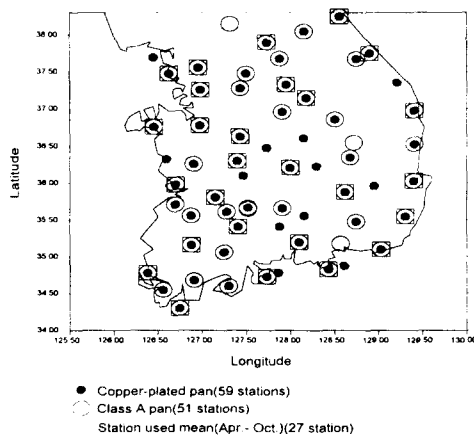 38 30
38 00
37 50
37 00
36 50
36 00
35 50
35 00
34 50
34 00
Latitude
125 50 126 00 126 50 127 00 127 50 128 00 128 50 129 00 129 50 130 00
Longitude
Copper-plated pan(59 stations)
Class A pan(51 stations)
Station used mean(Apr.- Oct.)(27 station)